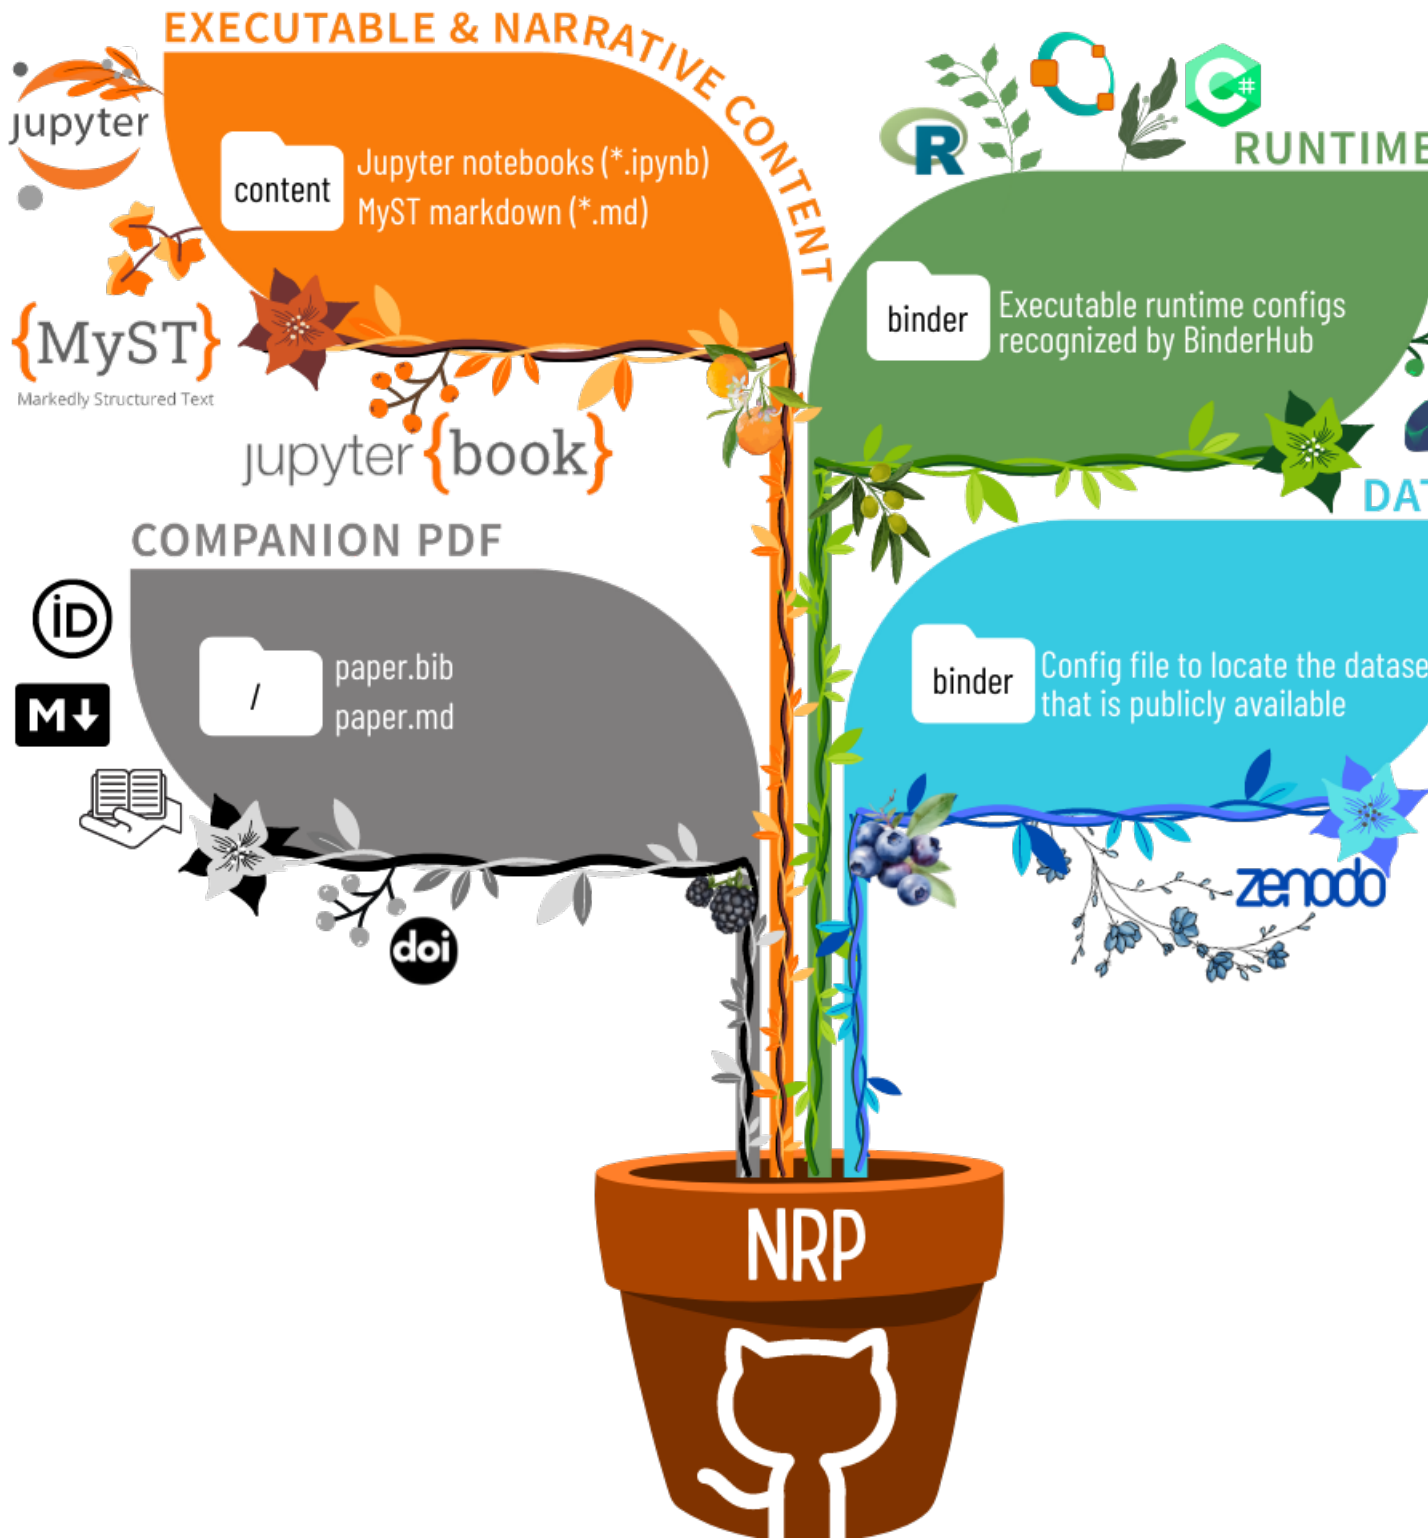 EXECUTABLE & NARRATIVE CONTENT
jupyter
content
Jupyter notebooks (*.ipynb)
MyST markdown (*.md)
{MyST}
Markedly Structured Text
jupyter {book}
R
C#
RUNTIME
binder
Executable runtime configs
recognized by BinderHub
COMPANION PDF
iD
M
/
paper.bib
paper.md
doi
DAT
binder
Config file to locate the datase
that is publicly available
zenodo
NRP